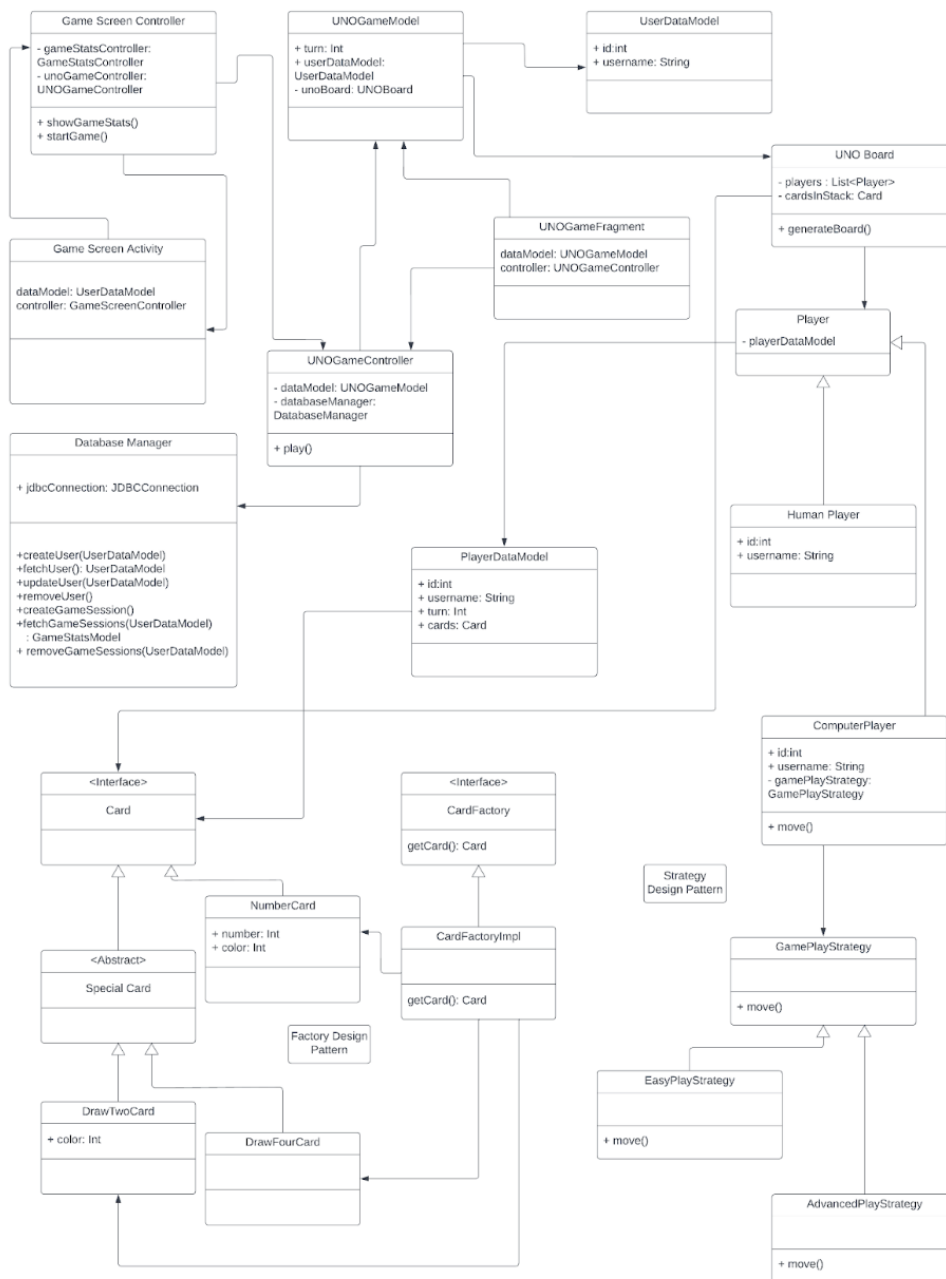 Game Screen Controller
- gameStatsController:
GameStatsController
- unoGameController:
UNOGameController
+ showGameStats()
+ startGame()
UNOGameModel
+ turn: Int
+ userDataModel:
UserDataModel
- unoBoard: UNOBoard
UserDataModel
+ id:int
+ username: String
UNO Board
- players : List<Player>
- cardsInStack: Card
+ generateBoard()
Game Screen Activity
dataModel: UserDataModel
controller: GameScreenController
UNOGameFragment
dataModel: UNOGameModel
controller: UNOGameController
Player
- playerDataModel
UNOGameController
- dataModel: UNOGameModel
- databaseManager:
DatabaseManager
+ play()
Database Manager
+ jdbcConnection: JDBCConnection
+createUser(UserDataModel)
+fetchUser(): UserDataModel
+updateUser(UserDataModel)
+removeUser()
+createGameSession()
+fetchGameSessions(UserDataModel)
: GameStatsModel
+ removeGameSessions(UserDataModel)
Human Player
+ id:int
+ username: String
PlayerDataModel
+ id:int
+ username: String
+ turn: Int
+ cards: Card
ComputerPlayer
+ id:int
+ username: String
- gamePlayStrategy:
GamePlayStrategy
+ move()
<Interface>
Card
<Interface>
CardFactory
getCard(): Card
Strategy
Design Pattern
NumberCard
+ number: Int
+ color: Int
CardFactoryImpl
getCard(): Card
GamePlayStrategy
+ move()
<Abstract>
Special Card
Factory Design
Pattern
EasyPlayStrategy
+ move()
DrawTwoCard
+ color: Int
DrawFourCard
AdvancedPlayStrategy
+ move()